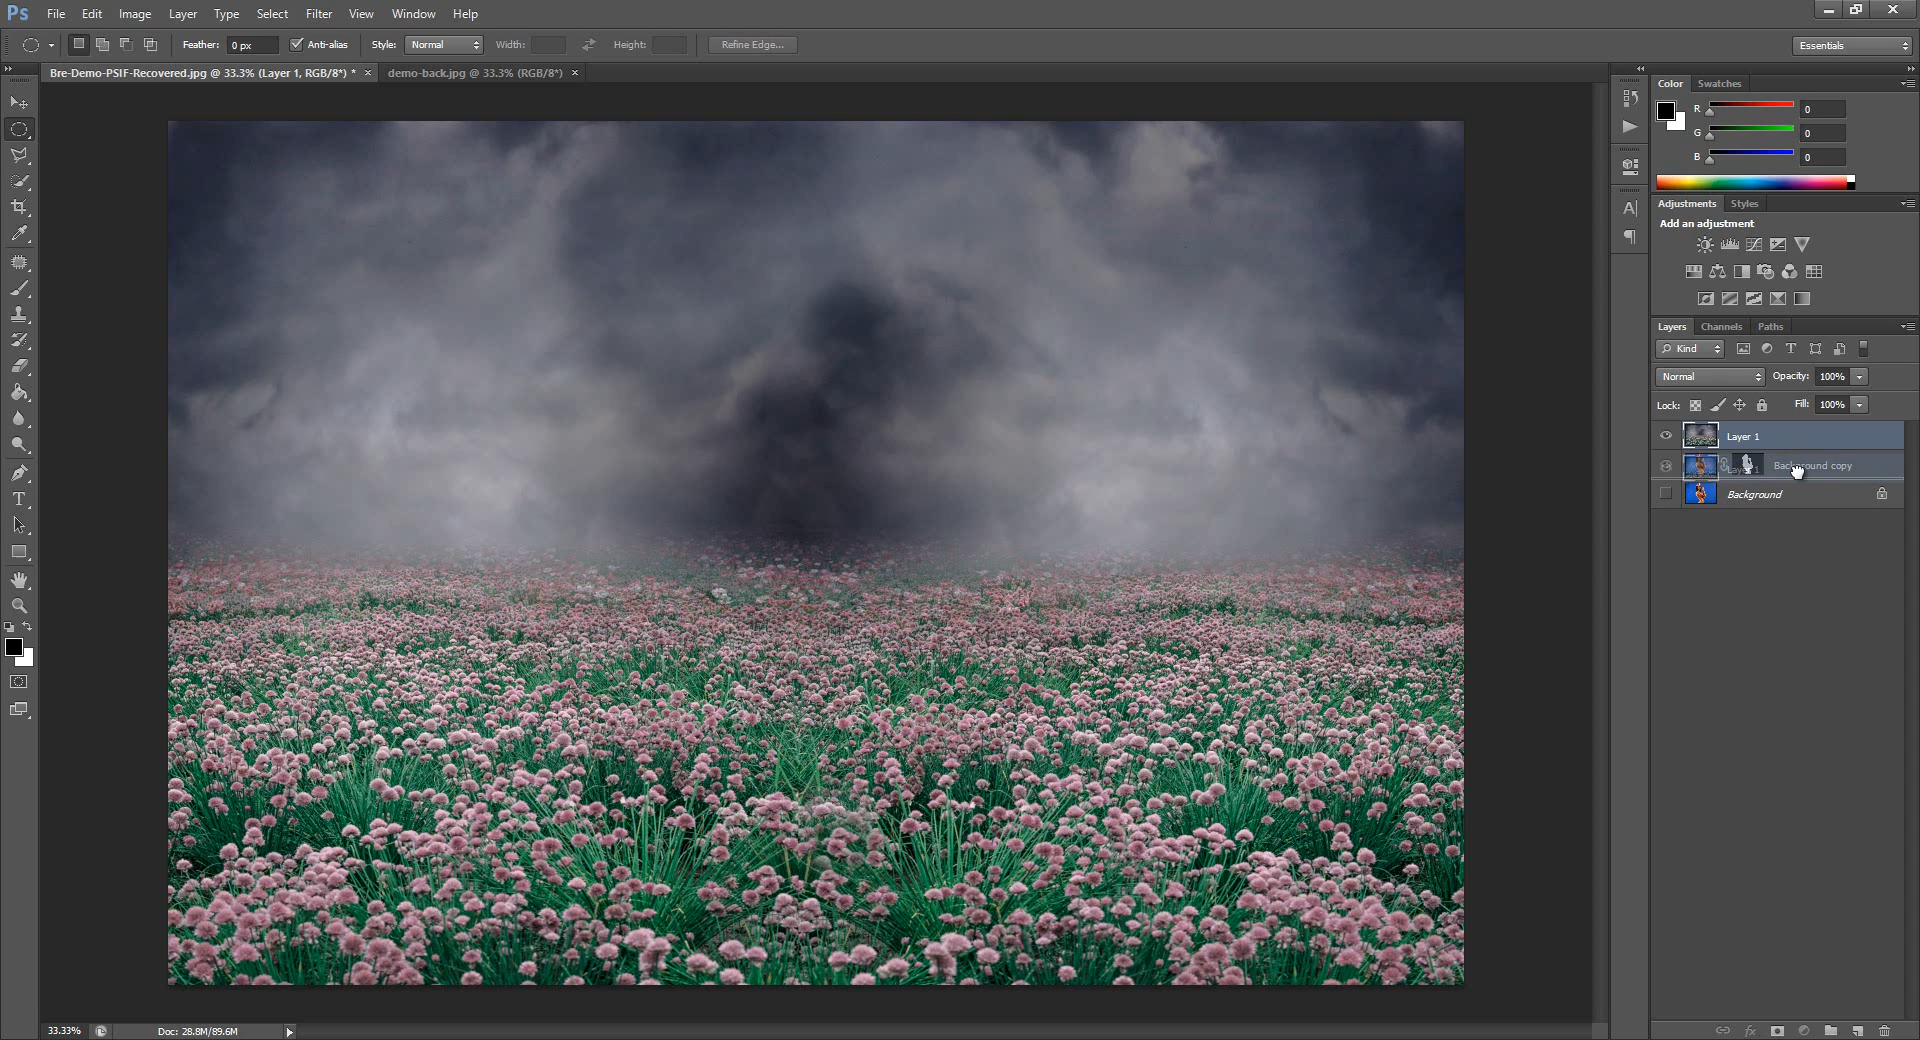 Ps File Edit Image Layer Type Select Filter View Window Help
Feather: 0 px Anti-alias Style: Normal Width: Height: Refine Edge... Essentials
Bre-Demo-PSIF-Recovered.jpg @ 33.3% (Layer 1, RGB/8*) * × demo-back.jpg @ 33.3% (RGB/8*) ×
Color Swatches
R 0
G 0
B 0
Adjustments Styles
Add an adjustment
Layers Channels Paths
Kind
Normal Opacity: 100%
Lock: Fill: 100%
Layer 1
Background copy
Layer 1
Background
33.33% Doc: 28.8M/89.6M